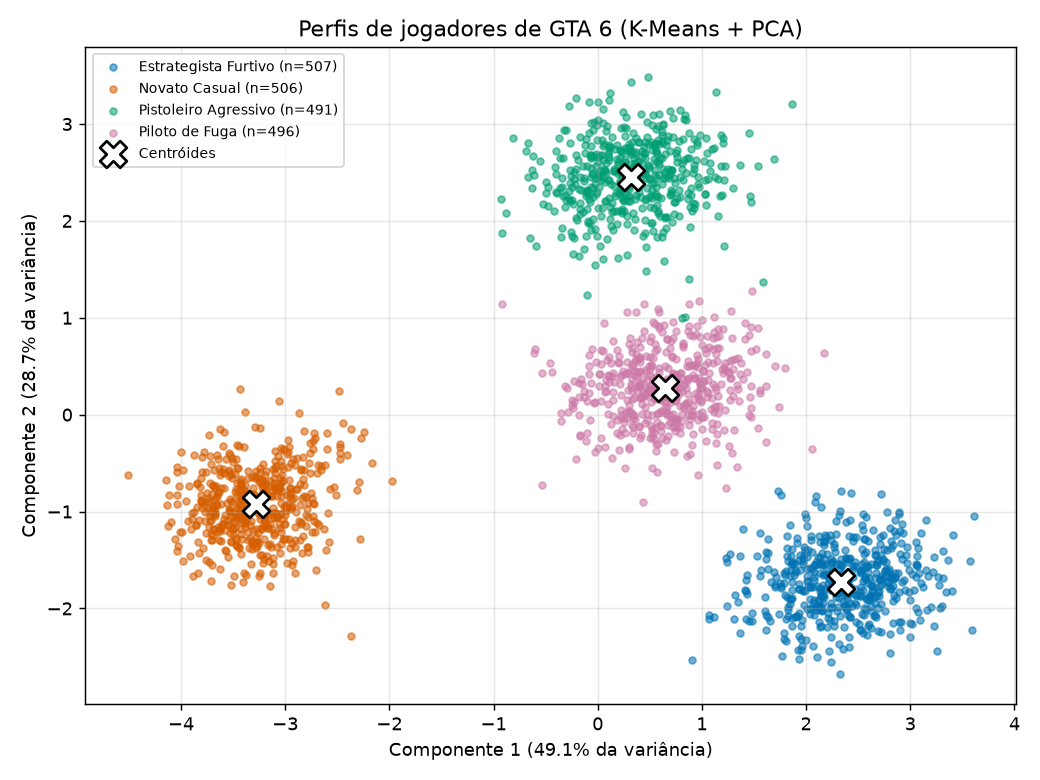 Perfis de jogadores de GTA 6 (K-Means + PCA)
Estrategista Furtivo (n=507)
Novato Casual (n=506)
Pistoleiro Agressivo (n=491)
Piloto de Fuga (n=496)
Centróides
Componente 2 (28.7% da variância)
3
2
1
0
−1
−2
−4
−3
−2
−1
0
1
2
3
4
Componente 1 (49.1% da variância)